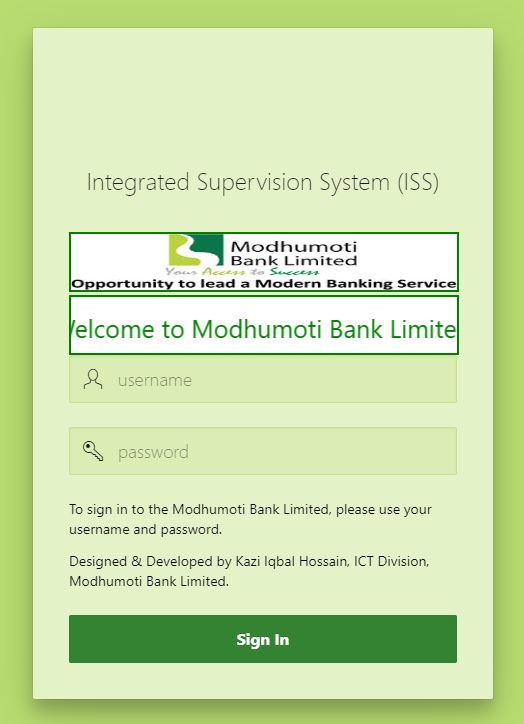 Integrated Supervision System (ISS)
Modhumoti
Bank Limited
Your Access to Success
Opportunity to lead a Modern Banking Service
elcome to Modhumoti Bank Limite
username
password
To sign in to the Modhumoti Bank Limited, please use your
username and password.
Designed & Developed by Kazi Iqbal Hossain, ICT Division,
Modhumoti Bank Limited.
Sign In